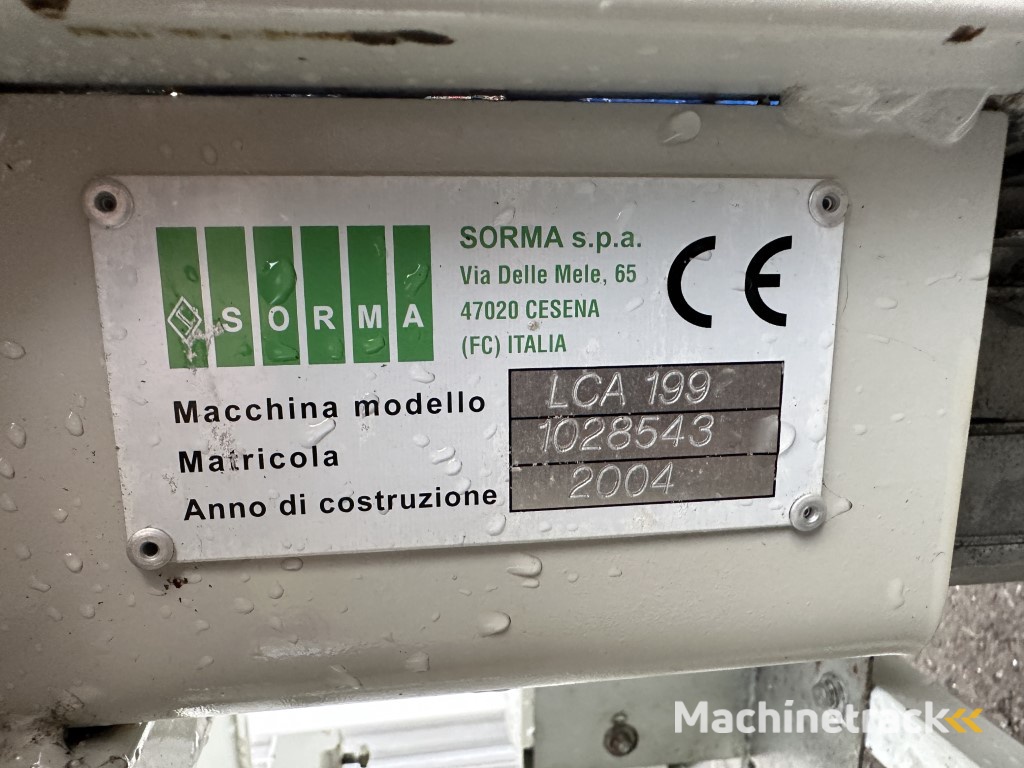 SORMA
SORMA s.p.a.
Via Delle Mele, 65
47020 CESENA
(FC) ITALIA
CE
Macchina modello LCA 199
Matricola 1028543
Anno di costruzione 2004
Machinetrack